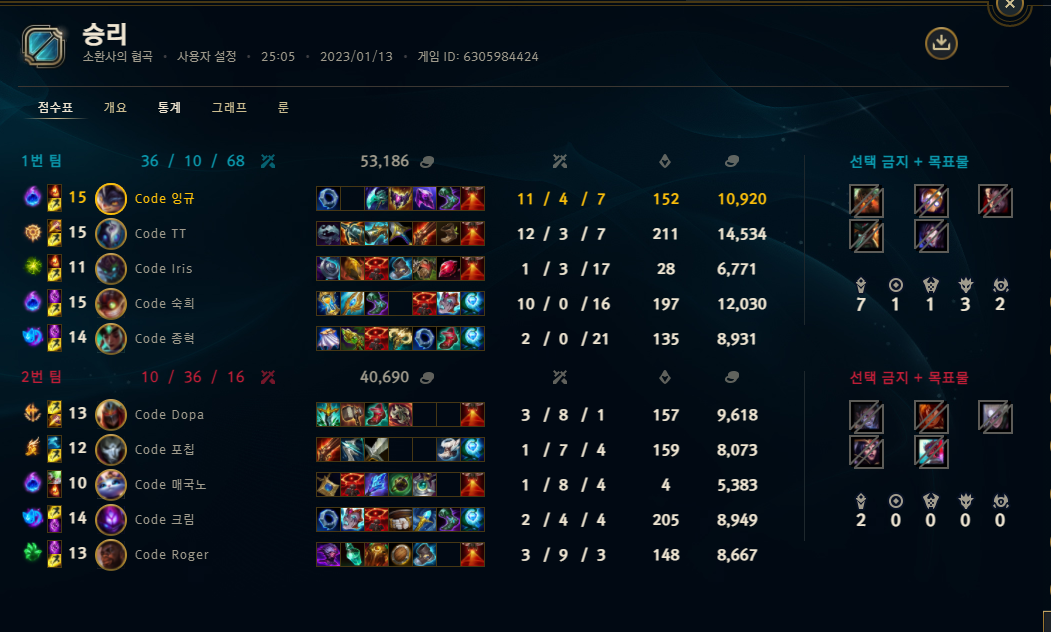 승리
소환사의 협곡 • 사용자 설정 • 25:05 • 2023/01/13 • 게임 ID: 6305984424
점수표 개요 통계 그래프 룬
1번 팀 36 / 10 / 68 53,186 선택 금지 + 목표물
15 Code 잉규 11 / 4 / 7 152 10,920
15 Code TT 12 / 3 / 7 211 14,534
11 Code Iris 1 / 3 / 17 28 6,771
15 Code 숙희 10 / 0 / 16 197 12,030
14 Code 종혁 2 / 0 / 21 135 8,931
7 1 1 3 2
2번 팀 10 / 36 / 16 40,690 선택 금지 + 목표물
13 Code Dopa 3 / 8 / 1 157 9,618
12 Code 포칩 1 / 7 / 4 159 8,073
10 Code 매국노 1 / 8 / 4 4 5,383
14 Code 크림 2 / 4 / 4 205 8,949
13 Code Roger 3 / 9 / 3 148 8,667
2 0 0 0 0